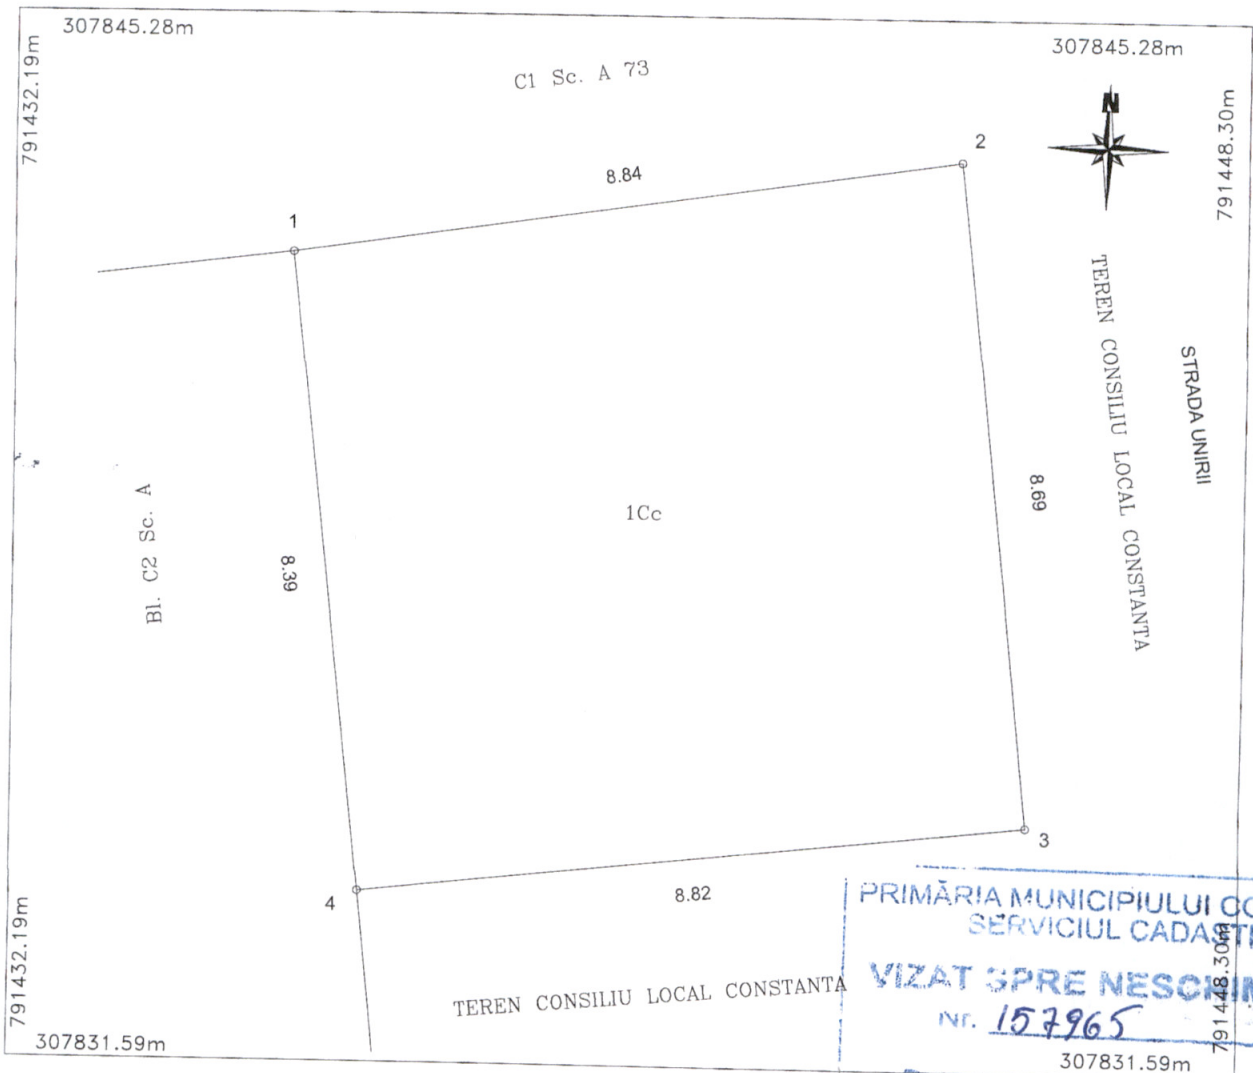 307845.28m
307845.28m
791432.19m
C1 Sc. A 73
N
791448.30m
2
8.84
1
TEREN CONSILIU LOCAL CONSTANTA
STRADA UNIRII
8.69
1Cc
Bl. C2 Sc. A
8.39
3
4
8.82
PRIMĂRIA MUNICIPIULUI
SERVICIUL
VIZAT SPRE
Nr. 157965
TEREN CONSILIU LOCAL CONSTANTA
791432.19m
791448.30m
307831.59m
307831.59m